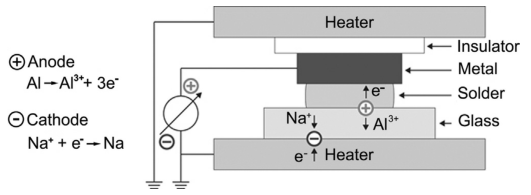 Heater
Insulator
⊕ Anode
Metal
Al→Al³⁺+ 3e⁻
e⁻
Solder
⊕
⊕
Na⁺
Al³⁺
Glass
⊖ Cathode
⊖
⊖
Na⁺ + e⁻→ Na
e⁻
Heater